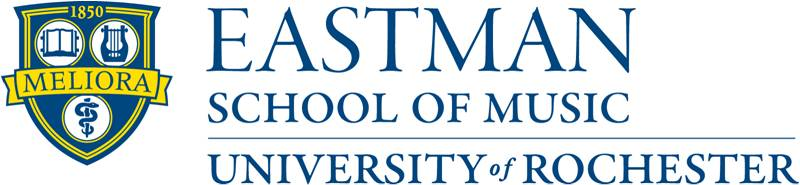 1850
MELIORA
EASTMAN
SCHOOL OF MUSIC
UNIVERSITY of ROCHESTER